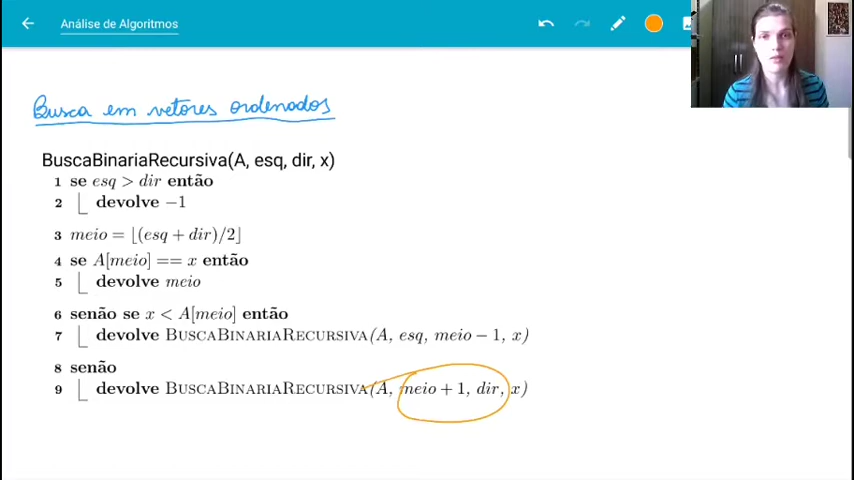 Análise de Algoritmos
Busca em vetores ordenados
BuscaBinariaRecursiva(A, esq, dir, x)
1 se esq > dir então
2 devolve −1
3 meio = ⌊(esq + dir)/2⌋
4 se A[meio] == x então
5 devolve meio
6 senão se x < A[meio] então
7 devolve BUSCABINARIARECURSIVA(A, esq, meio − 1, x)
8 senão
9 devolve BUSCABINARIARECURSIVA(A, meio + 1, dir, x)